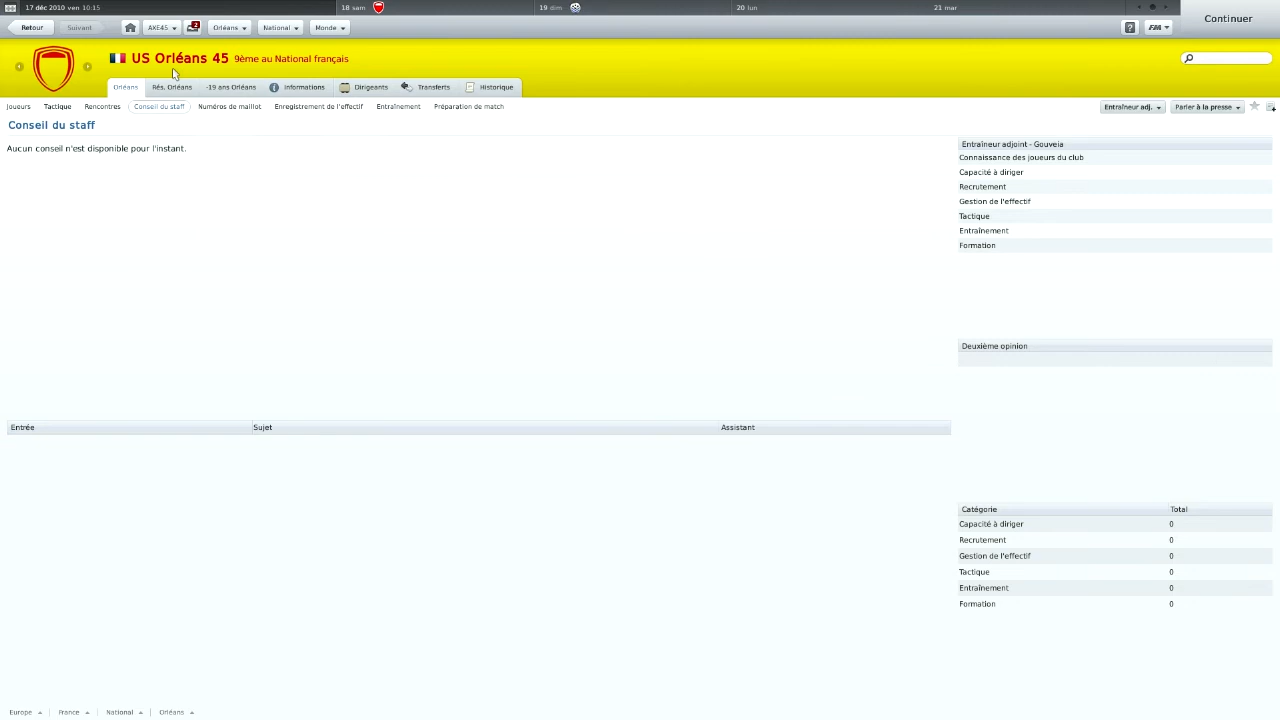 17 déc 2010 ven 10:15
18 sam
19 dim
20 lun
21 mar
Continuer
Retour
Suivant
AXE45
2
Orléans
National
Monde
?
FM
US Orléans 45 9ème au National français
Orléans
Rés. Orléans
-19 ans Orléans
Informations
Dirigeants
Transferts
Historique
Joueurs
Tactique
Rencontres
Conseil du staff
Numéros de maillot
Enregistrement de l'effectif
Entraînement
Préparation de match
Entraîneur adj.
Parler à la presse
Conseil du staff
Aucun conseil n'est disponible pour l'instant.
Entraîneur adjoint - Gouveia
Connaissance des joueurs du club
Capacité à diriger
Recrutement
Gestion de l'effectif
Tactique
Entraînement
Formation
Deuxième opinion
Entrée Sujet Assistant
Catégorie Total
Capacité à diriger 0
Recrutement 0
Gestion de l'effectif 0
Tactique 0
Entraînement 0
Formation 0
Europe
France
National
Orléans